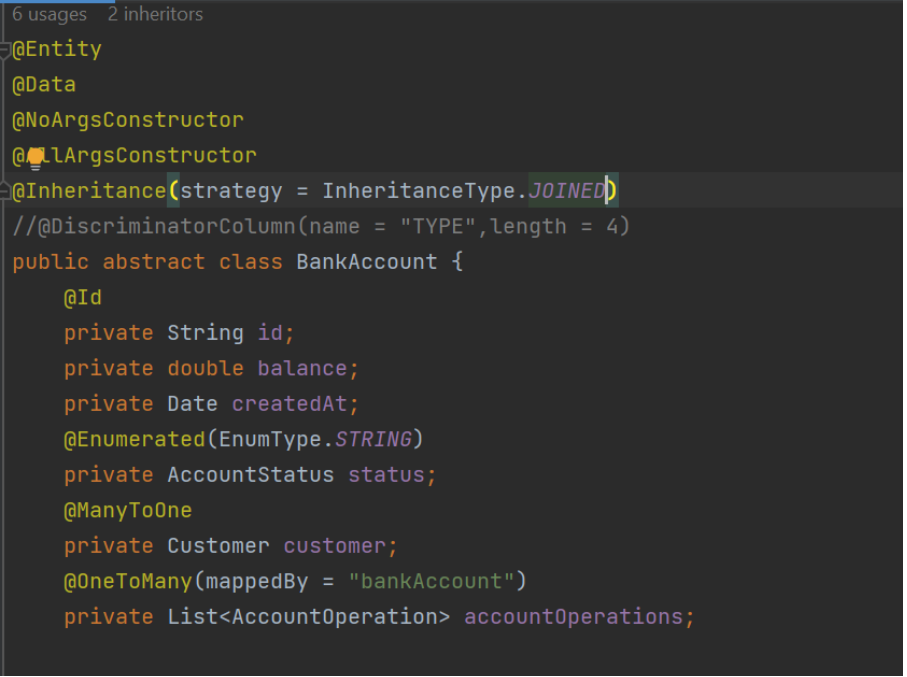 6 usages   2 inheritors
@Entity
@Data
@NoArgsConstructor
@AllArgsConstructor
@Inheritance(strategy = InheritanceType.JOINED)
//@DiscriminatorColumn(name = "TYPE",length = 4)
public abstract class BankAccount {
    @Id
    private String id;
    private double balance;
    private Date createdAt;
    @Enumerated(EnumType.STRING)
    private AccountStatus status;
    @ManyToOne
    private Customer customer;
    @OneToMany(mappedBy = "bankAccount")
    private List<AccountOperation> accountOperations;